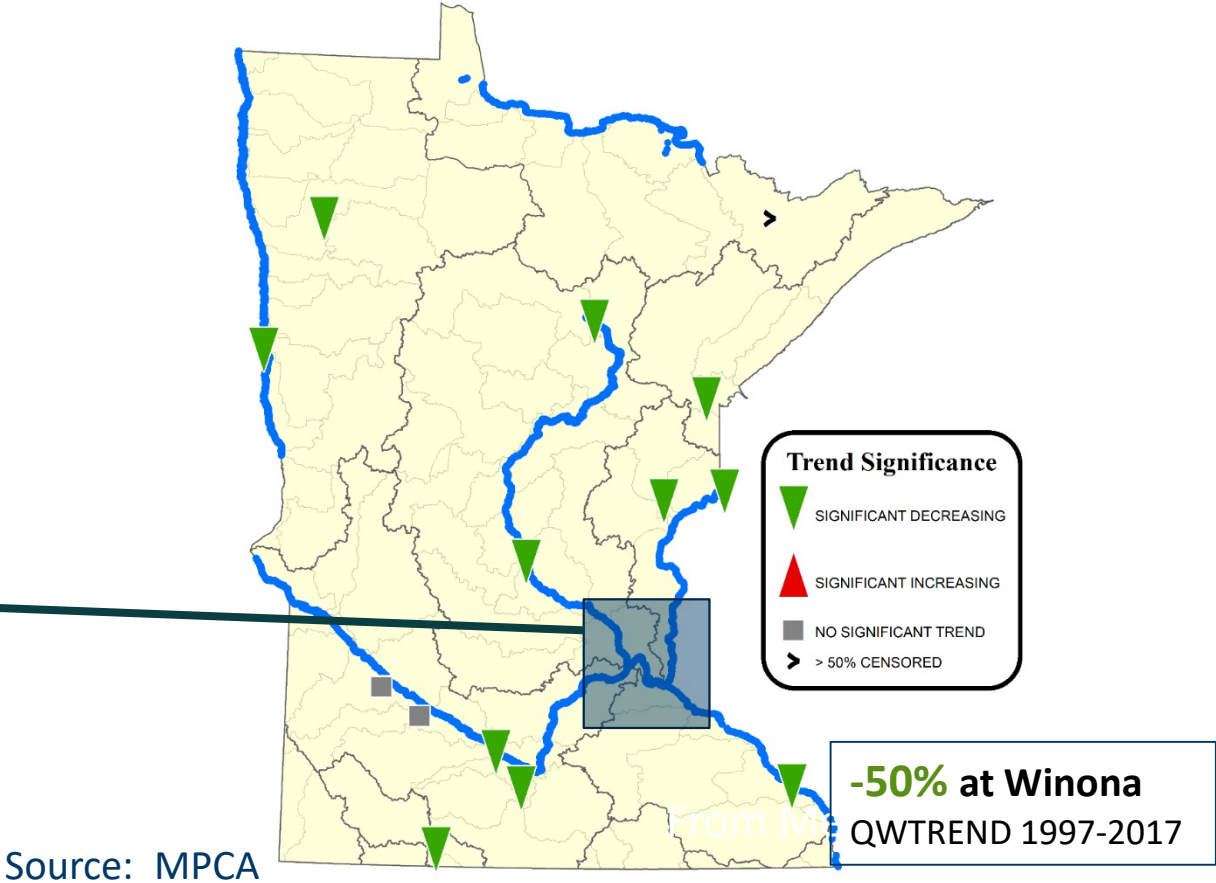 Trend Significance
SIGNIFICANT DECREASING
SIGNIFICANT INCREASING
NO SIGNIFICANT TREND
> > 50% CENSORED
>
-50% at Winona
QWTREND 1997-2017
From M
Source: MPCA